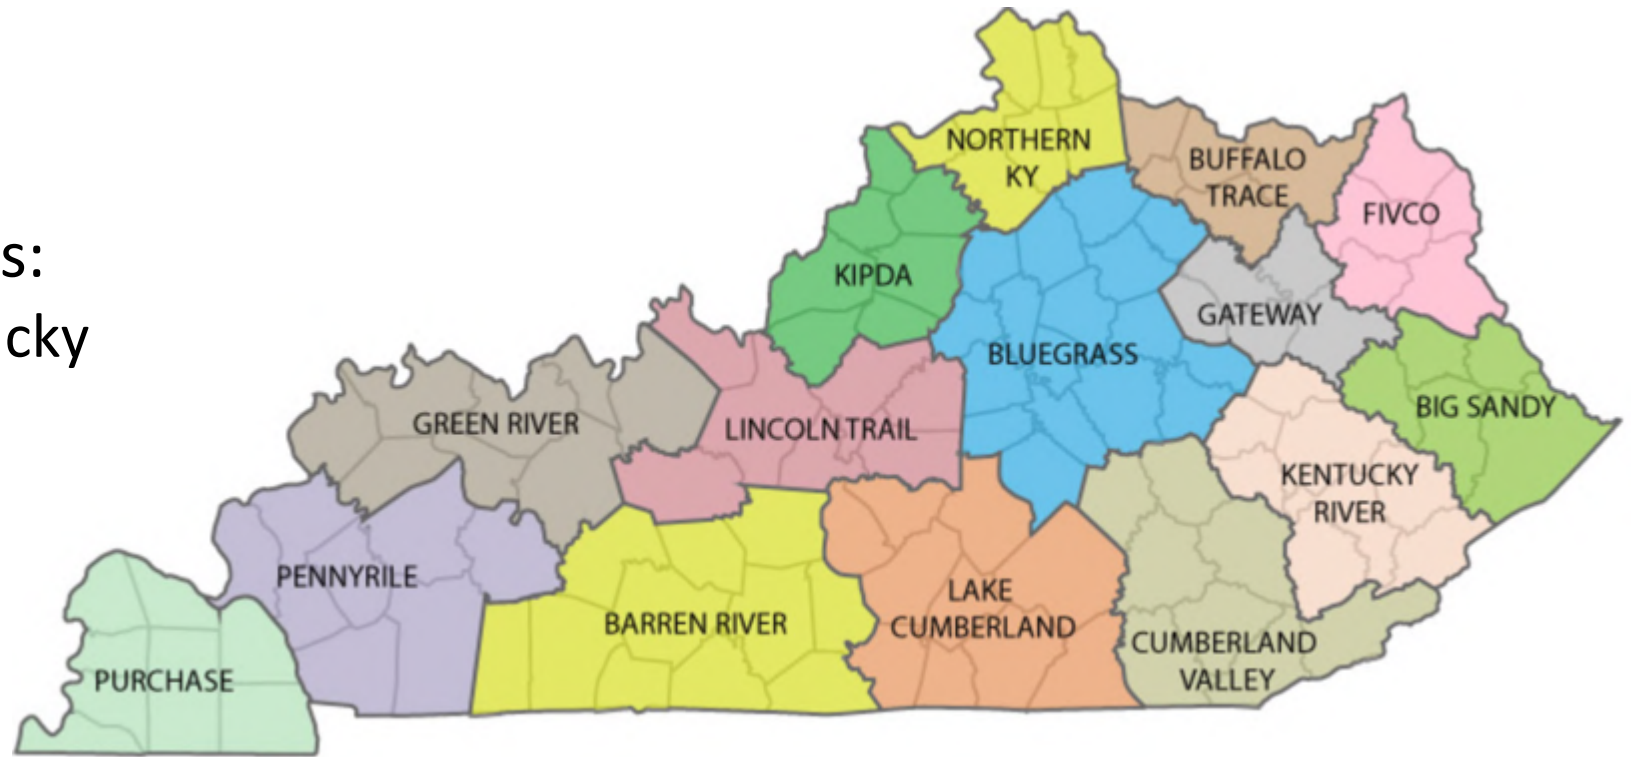 s:
cky
NORTHERN
KY
BUFFALO
TRACE
FIVCO
KIPDA
GATEWAY
BLUEGRASS
BIG SANDY
GREEN RIVER
LINCOLN TRAIL
KENTUCKY
RIVER
PENNYRILE
BARREN RIVER
LAKE
CUMBERLAND
CUMBERLAND
VALLEY
PURCHASE